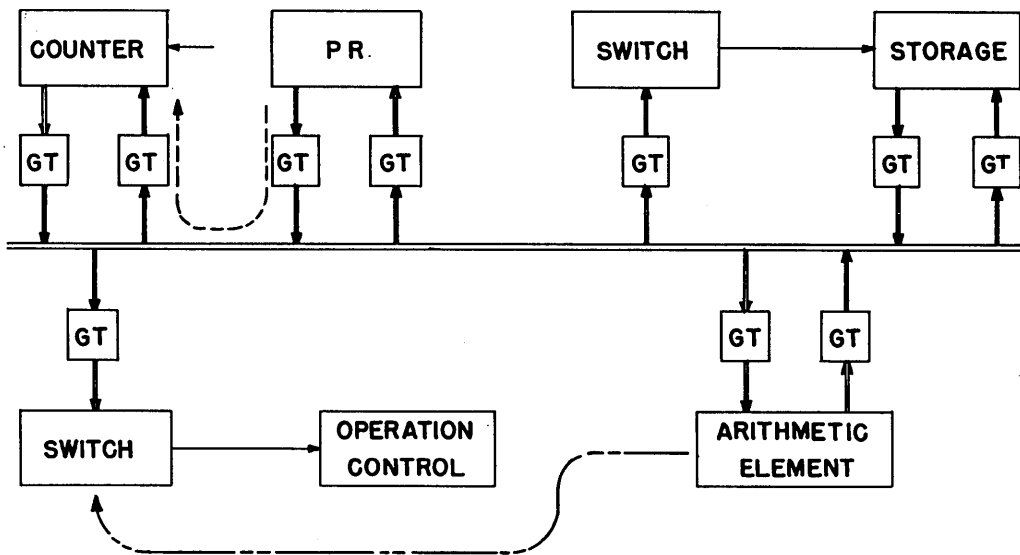 COUNTER
P R.
SWITCH
STORAGE
GT
GT
GT
GT
GT
GT
GT
GT
GT
GT
SWITCH
OPERATION
CONTROL
ARITHMETIC
ELEMENT